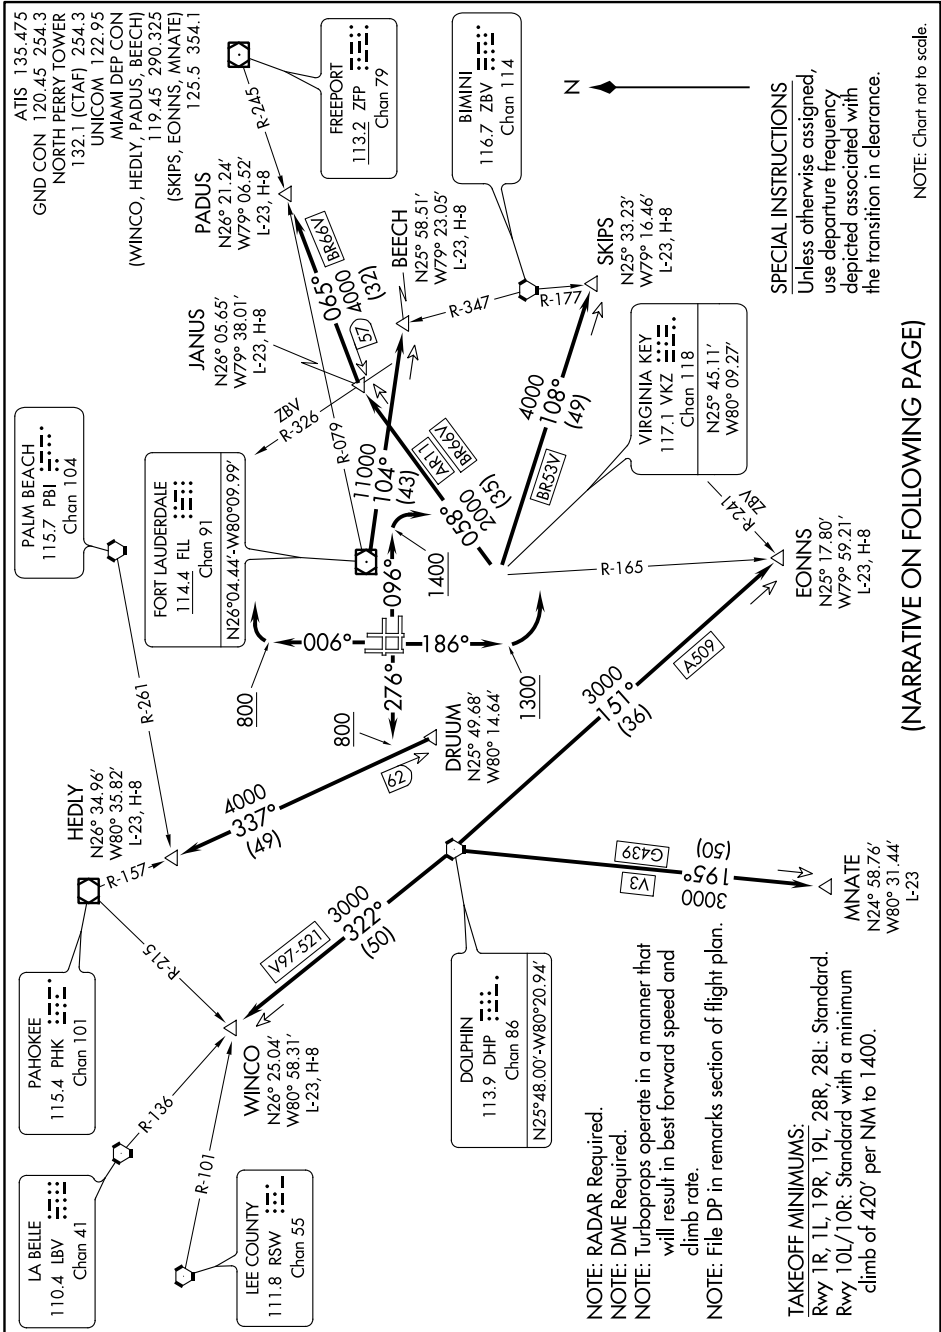 ATIS 135.475
GND CON 120.45 254.3
NORTH PERRY TOWER
132.1 (CTAF) 254.3
UNICOM 122.95
MIAMI DEP CON
(WINCO, HEDLY, PADUS, BEECH)
119.45 290.325
(SKIPS, EONNS, MNATE)
125.5 354.1
LA BELLE
110.4 LBV
Chan 41
R-136
LEE COUNTY
111.8 RSW
Chan 55
R-101
PAHOKEE
115.4 PHK
Chan 101
R-215
R-157
WINCO
N26° 25.04'
W80° 58.31'
L-23, H-8
HEDLY
N26° 34.96'
W80° 35.82'
L-23, H-8
PALM BEACH
115.7 PBI
Chan 104
R-261
FORT LAUDERDALE
114.4 FLL
Chan 91
N26°04.44'-W80°09.99'
R-079
ZBV
R-326
JANUS
N26° 05.65'
W79° 38.01'
L-23, H-8
PADUS
N26° 21.24'
W79° 06.52'
L-23, H-8
R-245
FREEPORT
113.2 ZFP
Chan 79
BR66V
065°
4000
(32)
57
BEECH
N25° 58.51'
W79° 23.05'
L-23, H-8
R-347
BIMINI
116.7 ZBV
Chan 114
R-177
SKIPS
N25° 33.23'
W79° 16.46'
L-23, H-8
N
11000
104°
(43)
AR11
BR66V
058°
2000
(35)
4000
108°
(49)
BR53V
VIRGINIA KEY
117.1 VKZ
Chan 118
N25° 45.11'
W80° 09.27'
R-165
R-241
ZBV
EONNS
N25° 17.80'
W79° 59.21'
L-23, H-8
006°
800
096°
1400
186°
1300
276°
800
DRUUM
N25° 49.68'
W80° 14.64'
62
4000
337°
(49)
V97-521
3000
322°
(50)
3000
151°
(36)
A509
DOLPHIN
113.9 DHP
Chan 86
N25°48.00'-W80°20.94'
V3
G439
3000
195°
(50)
MNATE
N24° 58.76'
W80° 31.44'
L-23
NOTE: RADAR Required.
NOTE: DME Required.
NOTE: Turboprops operate in a manner that
will result in best forward speed and
climb rate.
NOTE: File DP in remarks section of flight plan.
TAKEOFF MINIMUMS:
Rwy 1R, 1L, 19R, 19L, 28R, 28L: Standard.
Rwy 10L/10R: Standard with a minimum
climb of 420' per NM to 1400.
SPECIAL INSTRUCTIONS
Unless otherwise assigned,
use departure frequency
depicted associated with
the transition in clearance.
(NARRATIVE ON FOLLOWING PAGE)
NOTE: Chart not to scale.